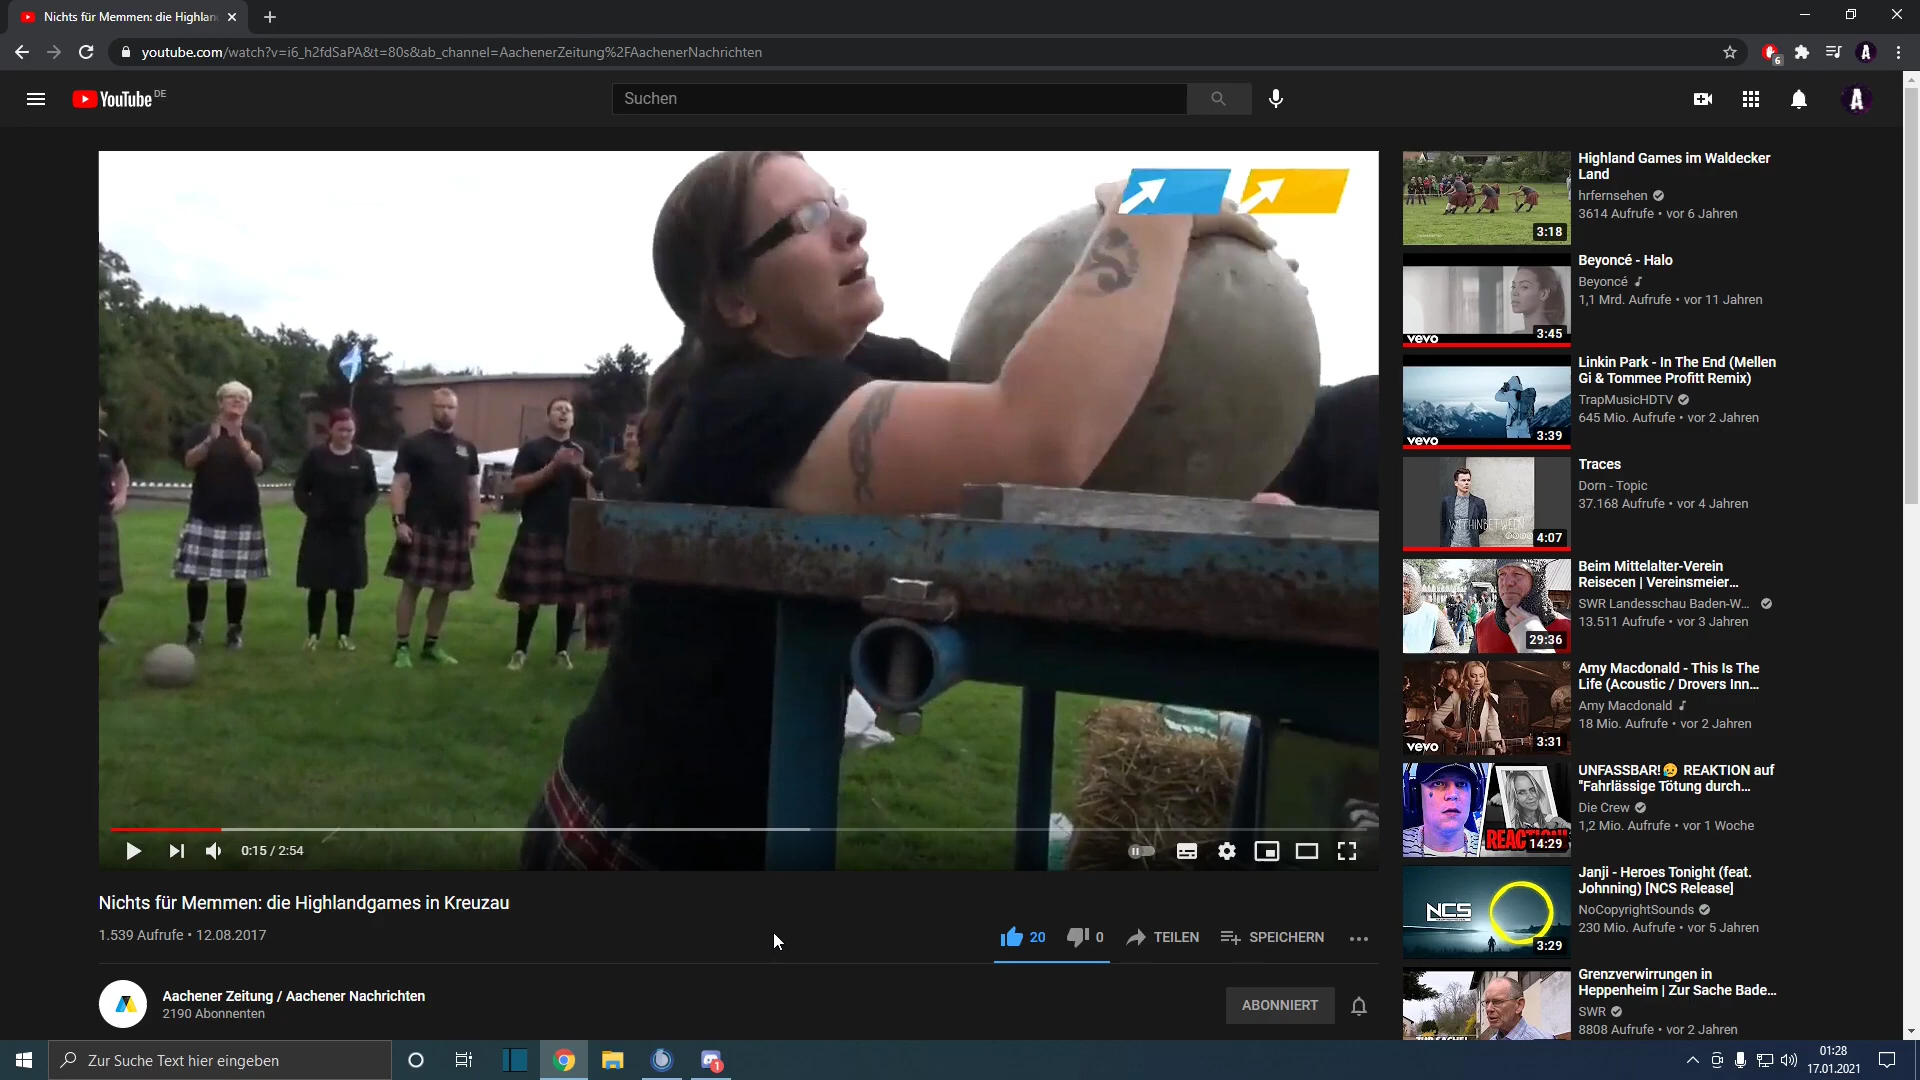 Nichts für Memmen: die Highlan
youtube.com/watch?v=i6_h2fdSaPA&t=80s&ab_channel=AachenerZeitung%2FAachenerNachrichten
6
YouTube DE
Suchen
0:15 / 2:54
Nichts für Memmen: die Highlandgames in Kreuzau
1.539 Aufrufe • 12.08.2017
20
0
TEILEN
SPEICHERN
Aachener Zeitung / Aachener Nachrichten
2190 Abonnenten
ABONNIERT
3:18
Highland Games im Waldecker
Land
hrfernsehen
3614 Aufrufe • vor 6 Jahren
vevo
3:45
Beyoncé - Halo
Beyoncé
1,1 Mrd. Aufrufe • vor 11 Jahren
vevo
3:39
Linkin Park - In The End (Mellen
Gi & Tommee Profitt Remix)
TrapMusicHDTV
645 Mio. Aufrufe • vor 2 Jahren
WITHINBETWEEN
4:07
Traces
Dorn - Topic
37.168 Aufrufe • vor 4 Jahren
29:36
Beim Mittelalter-Verein
Reisecen | Vereinsmeier...
SWR Landesschau Baden-W...
13.511 Aufrufe • vor 3 Jahren
vevo
3:31
Amy Macdonald - This Is The
Life (Acoustic / Drovers Inn...
Amy Macdonald
18 Mio. Aufrufe • vor 2 Jahren
REACTION!
14:29
UNFASSBAR!😥 REAKTION auf
"Fahrlässige Tötung durch...
Die Crew
1,2 Mio. Aufrufe • vor 1 Woche
NCS
3:29
Janji - Heroes Tonight (feat.
Johnning) [NCS Release]
NoCopyrightSounds
230 Mio. Aufrufe • vor 5 Jahren
Grenzverwirrungen in
Heppenheim | Zur Sache Bade...
SWR
8808 Aufrufe • vor 2 Jahren
Zur Suche Text hier eingeben
1
01:28
17.01.2021